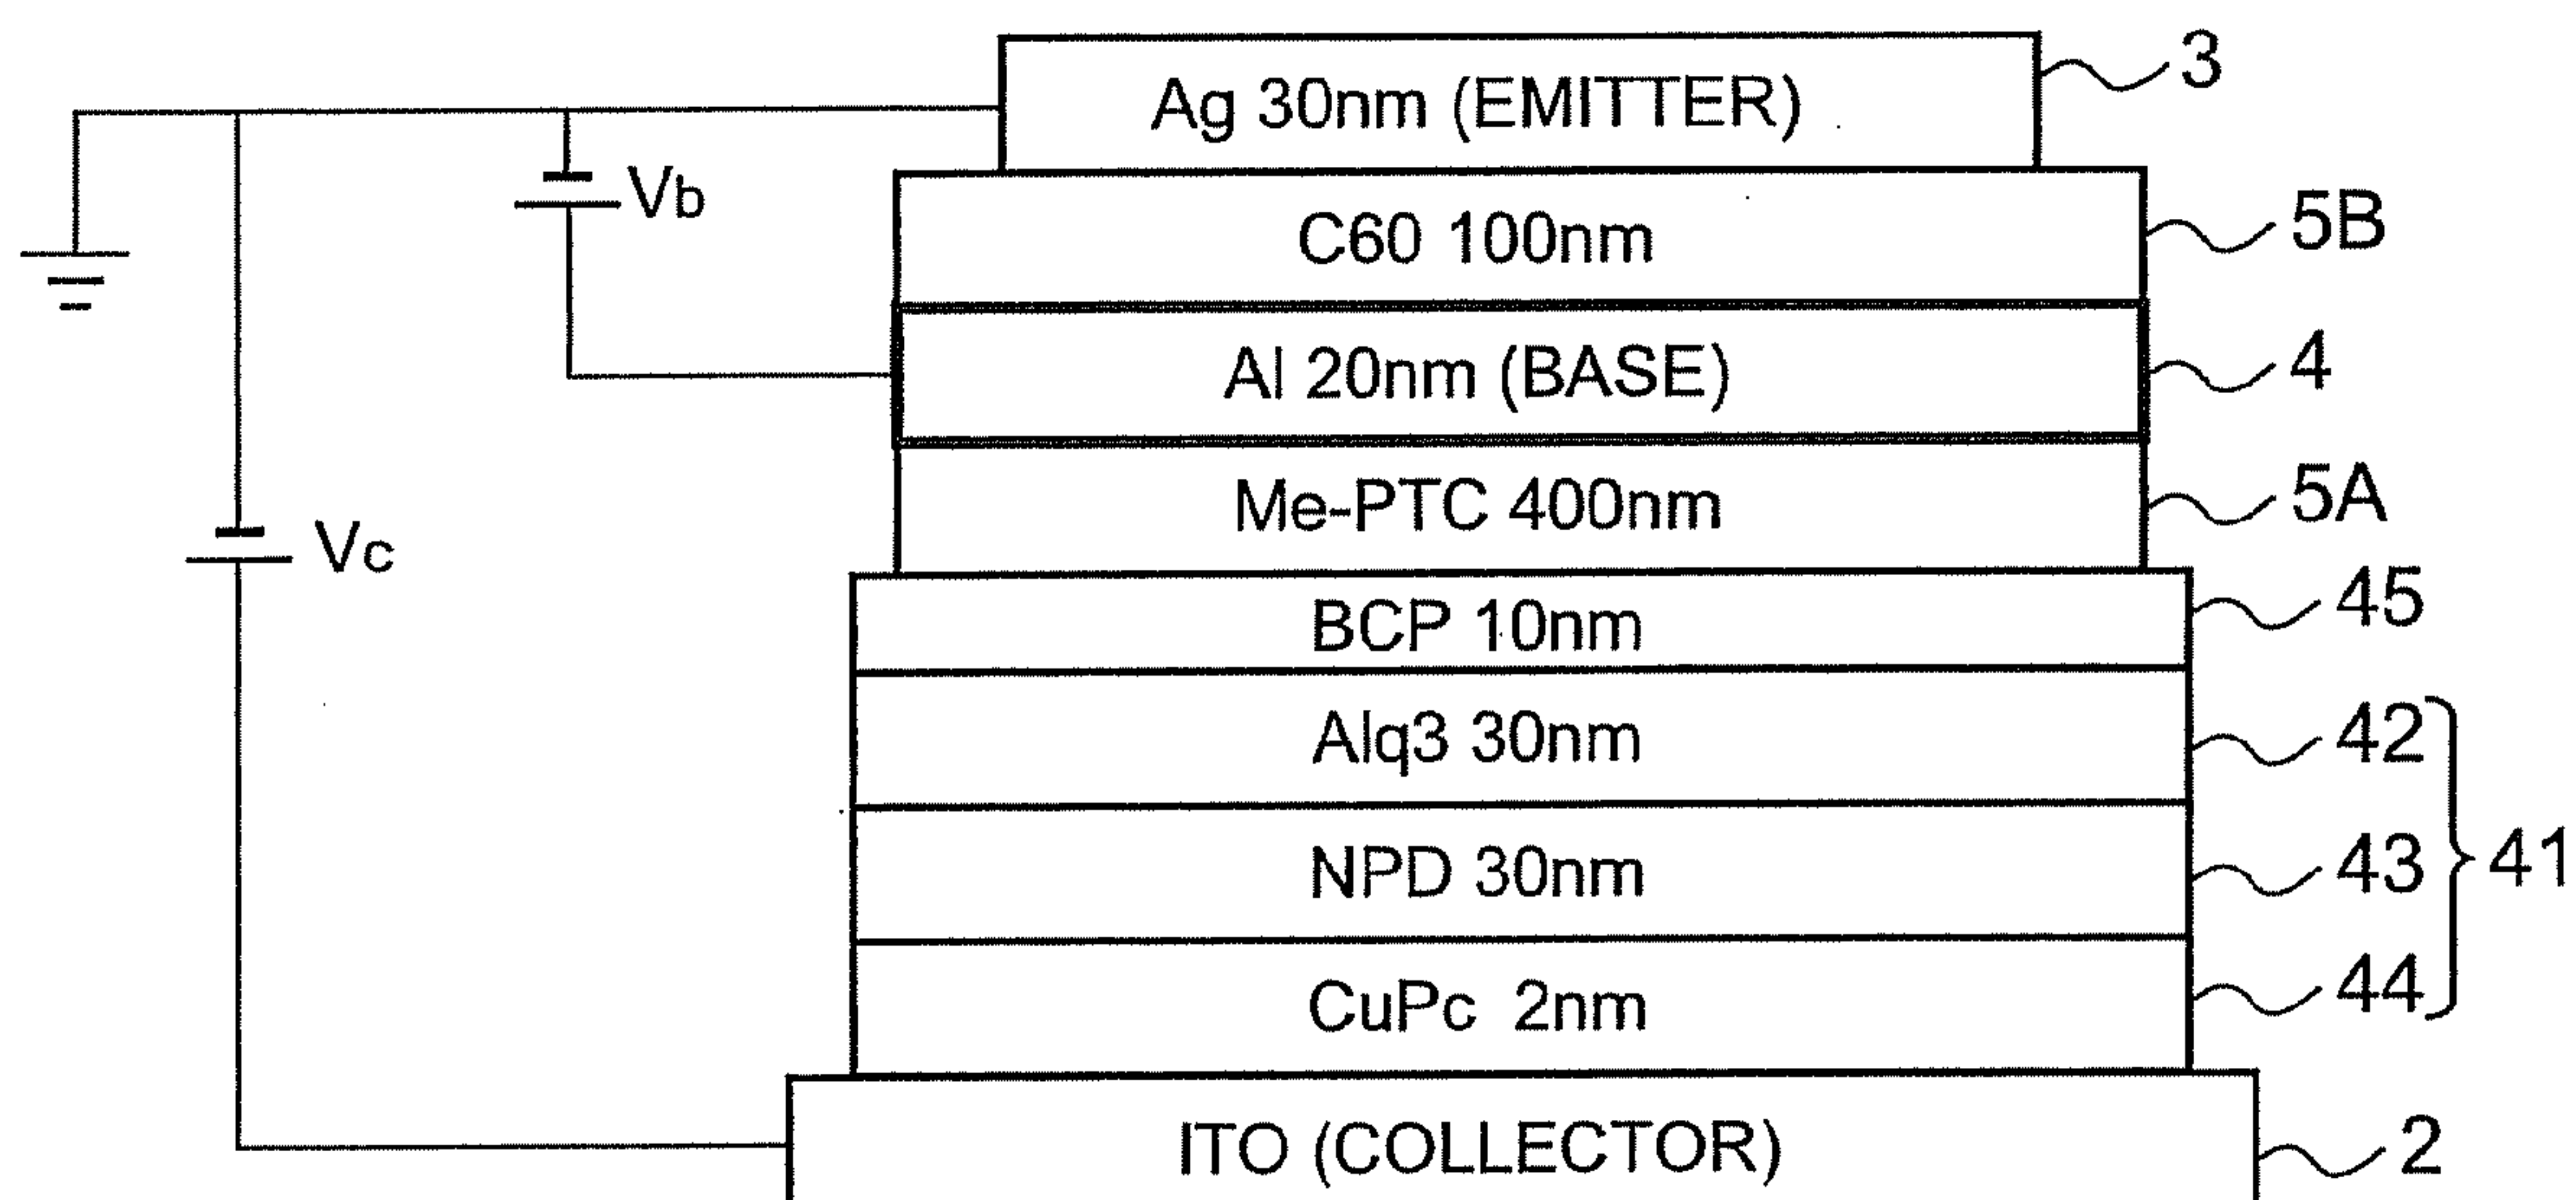 Ag 30nm (EMITTER) 3
Vb
C60 100nm 5B
Al 20nm (BASE) 4
Me-PTC 400nm 5A
Vc
BCP 10nm 45
Alq3 30nm 42
NPD 30nm 43
41
CuPc 2nm 44
ITO (COLLECTOR) 2